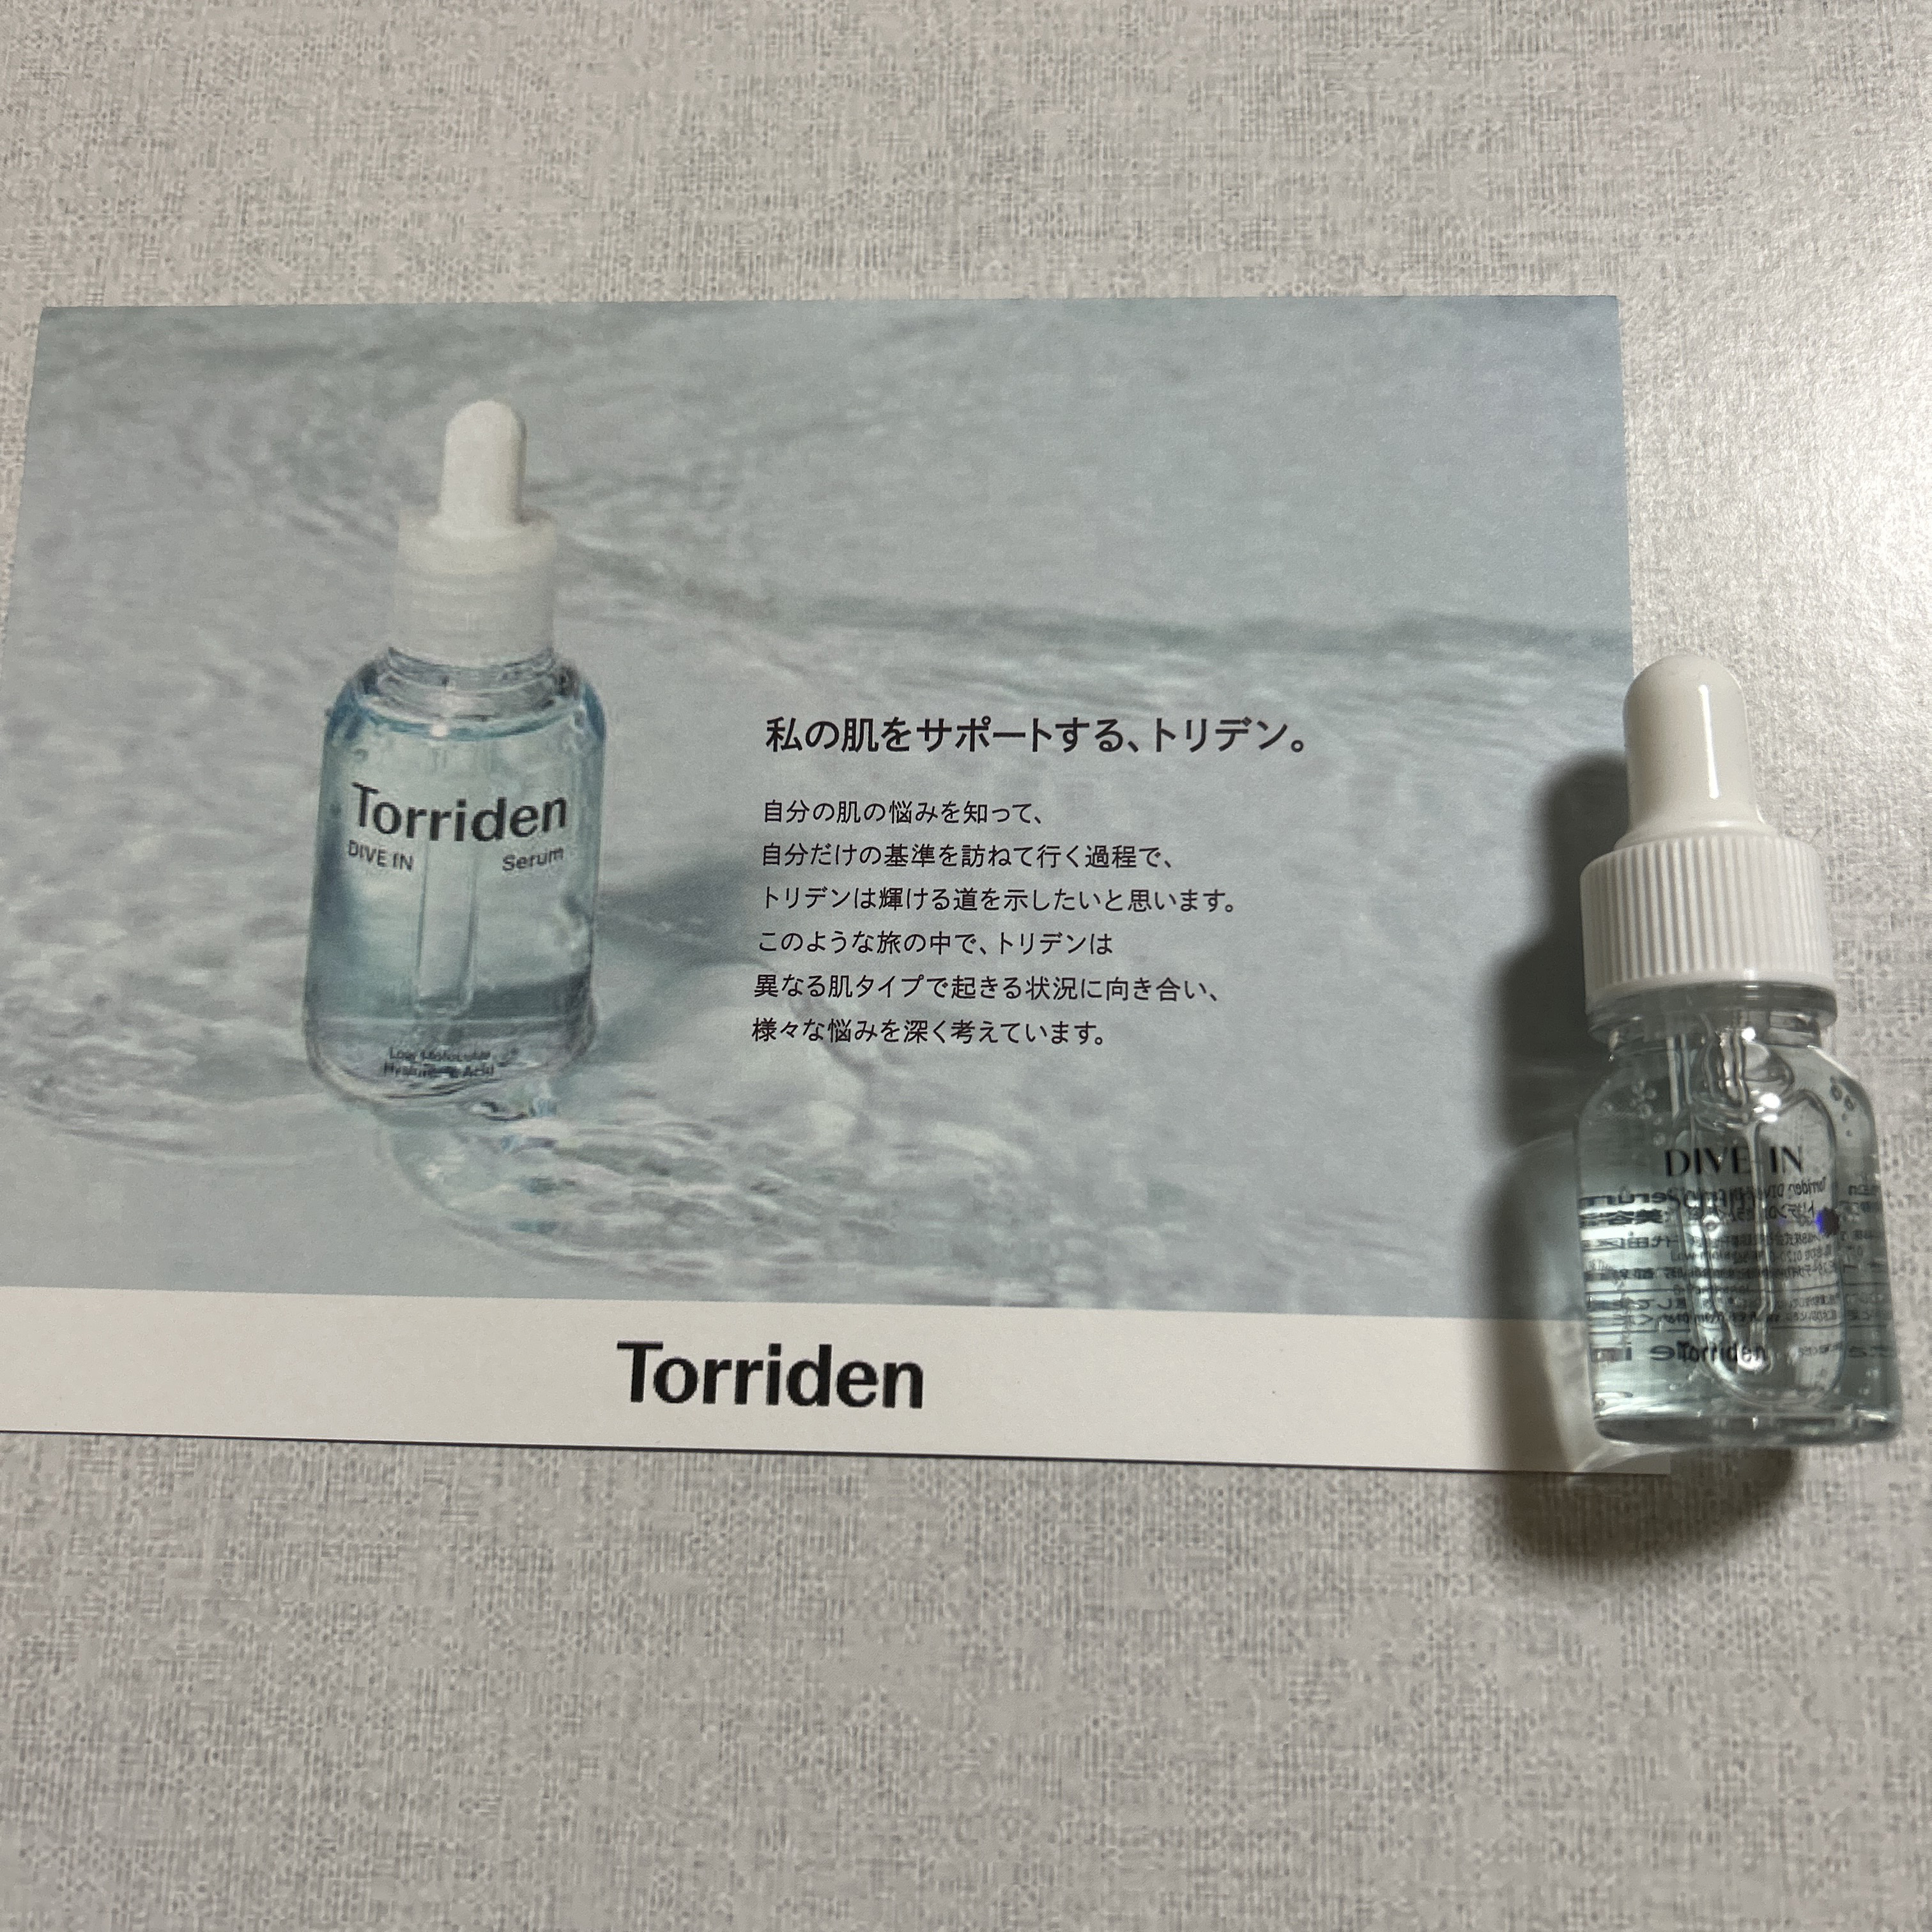 Torriden
DIVE IN
Serum
Low Molecular
Hyaluronic Acid
私の肌をサポートする、トリデン。
自分の肌の悩みを知って、
自分だけの基準を訪ねて行く過程で、
トリデンは輝ける道を示したいと思います。
このような旅の中で、トリデンは
異なる肌タイプで起きる状況に向き合い、
様々な悩みを深く考えています。
Torriden
DIVE-IN
Torriden